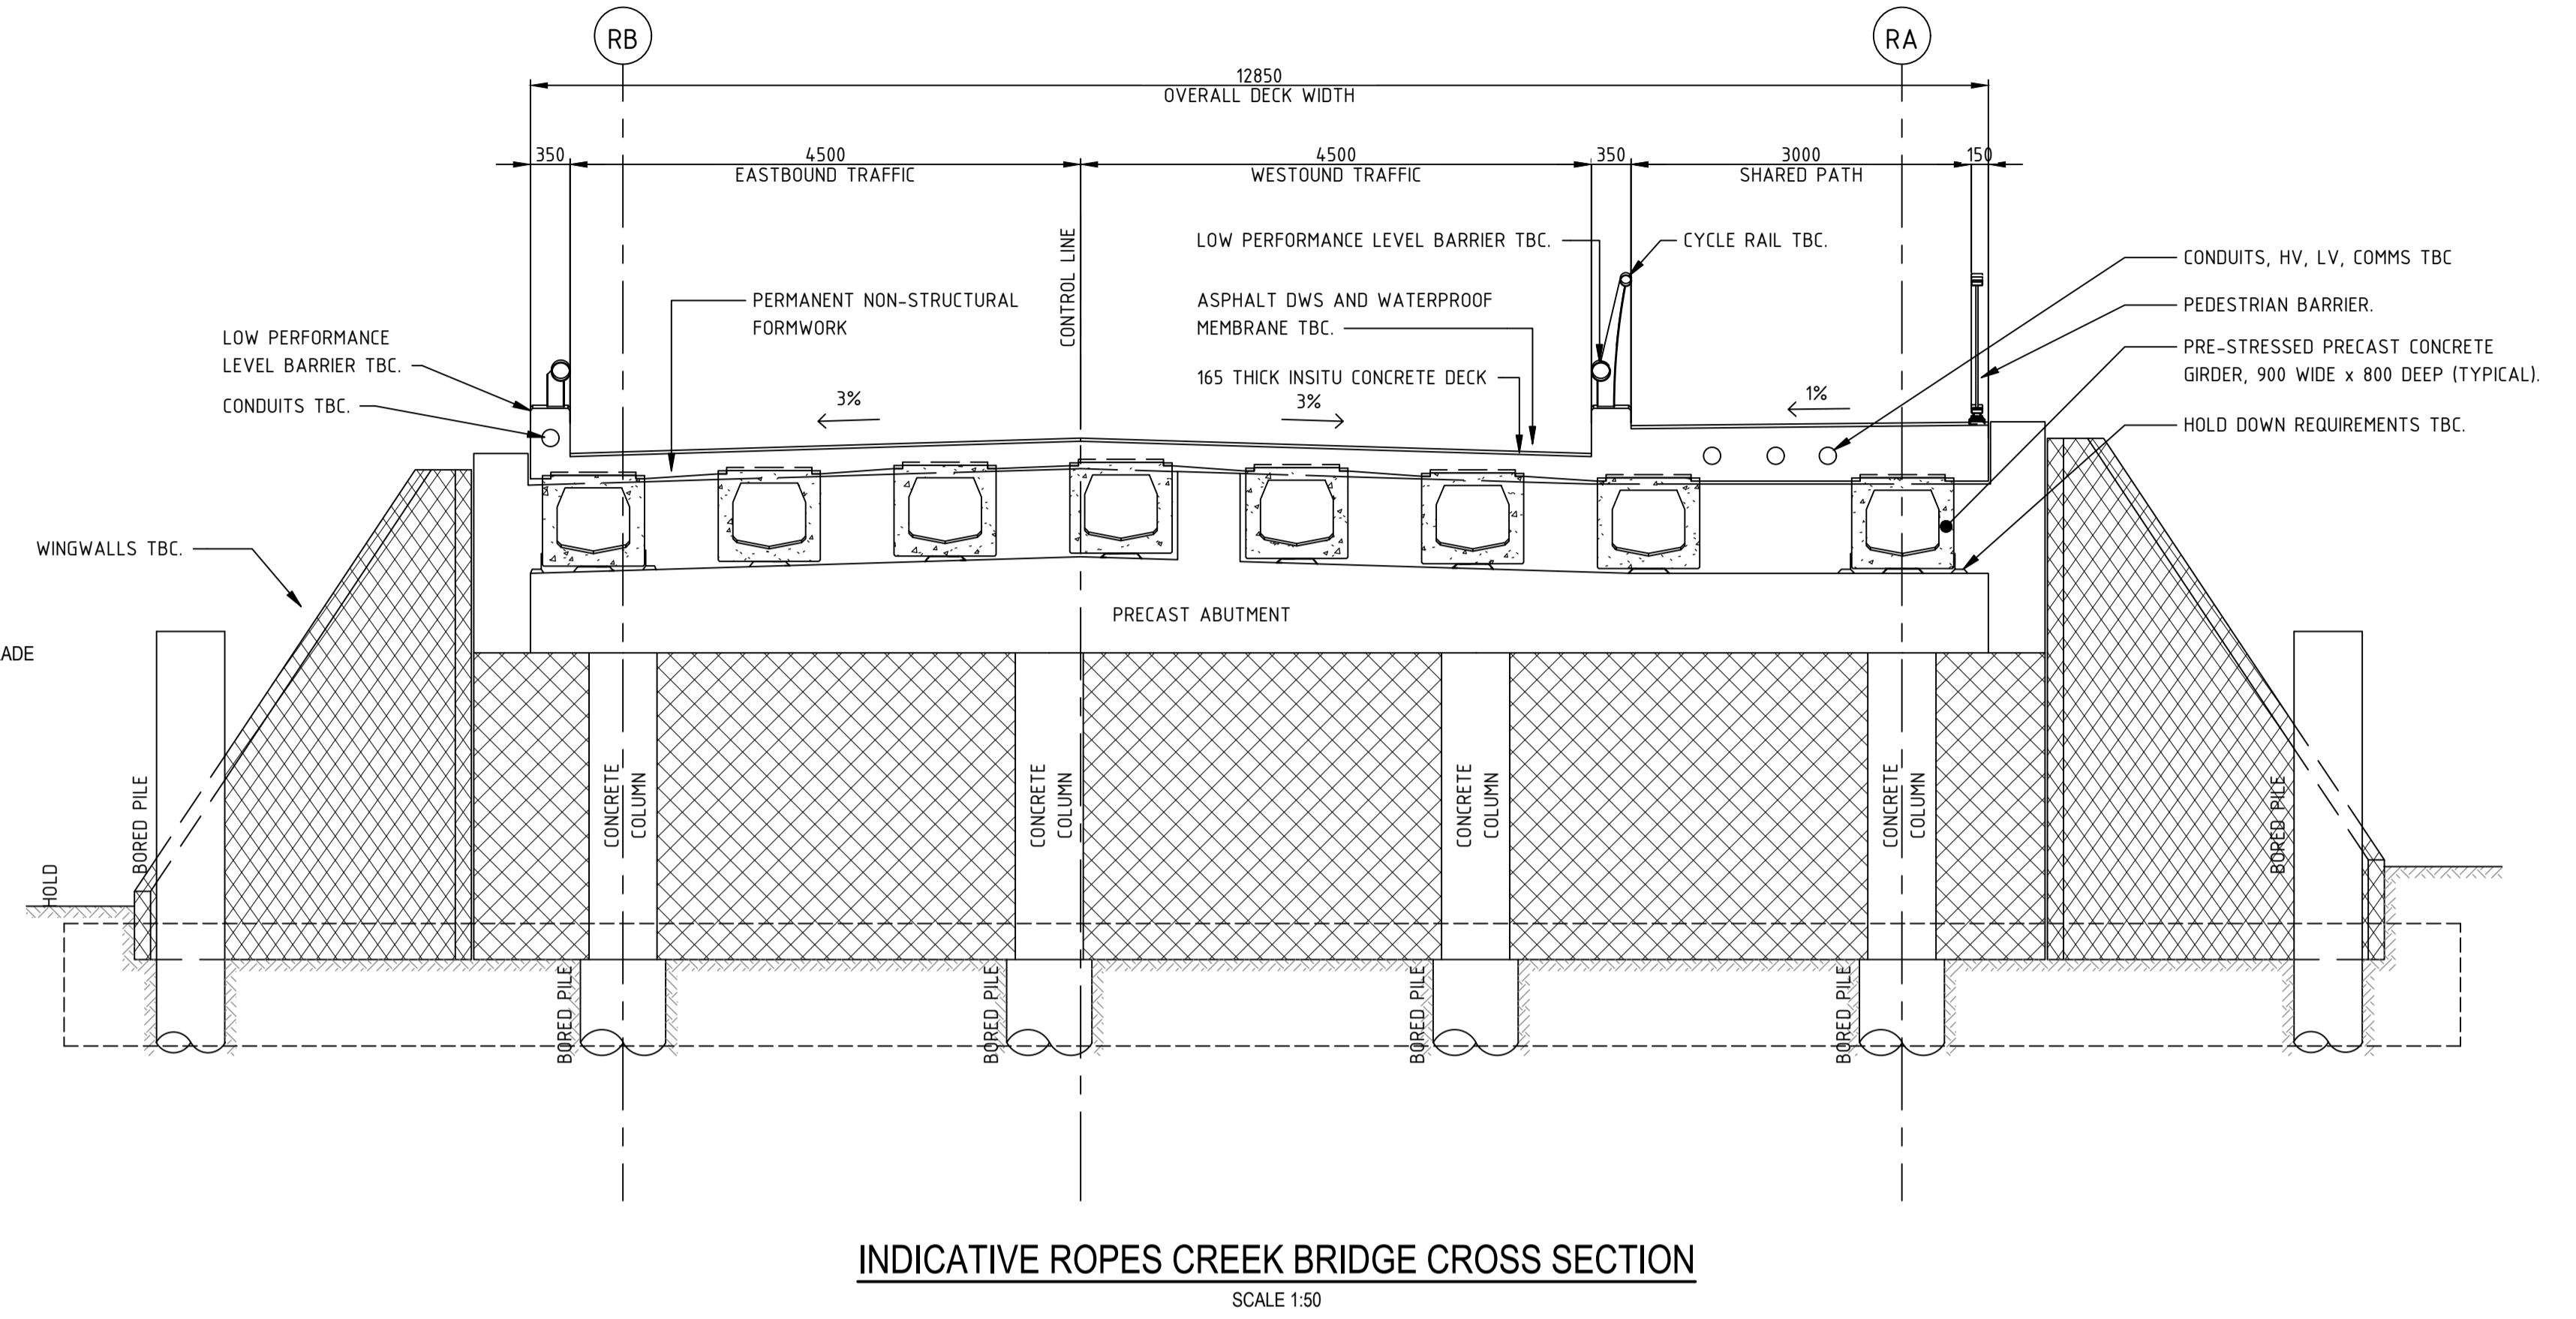 RB
RA
12850
OVERALL DECK WIDTH
350
4500
4500
350
3000
150
EASTBOUND TRAFFIC
WESTOUND TRAFFIC
SHARED PATH
CONTROL LINE
LOW PERFORMANCE LEVEL BARRIER TBC.
CYCLE RAIL TBC.
CONDUITS, HV, LV, COMMS TBC
PERMANENT NON-STRUCTURAL
FORMWORK
ASPHALT DWS AND WATERPROOF
MEMBRANE TBC.
PEDESTRIAN BARRIER.
LOW PERFORMANCE
LEVEL BARRIER TBC.
PRE-STRESSED PRECAST CONCRETE
GIRDER, 900 WIDE x 800 DEEP (TYPICAL).
165 THICK INSITU CONCRETE DECK
CONDUITS TBC.
3%
3%
1%
HOLD DOWN REQUIREMENTS TBC.
WINGWALLS TBC.
PRECAST ABUTMENT
ADE
HOLD
BORED PILE
CONCRETE
COLUMN
CONCRETE
COLUMN
CONCRETE
COLUMN
CONCRETE
COLUMN
BORED PILE
BORED PILE
BORED PILE
BORED PILE
BORED PILE
INDICATIVE ROPES CREEK BRIDGE CROSS SECTION
SCALE 1:50